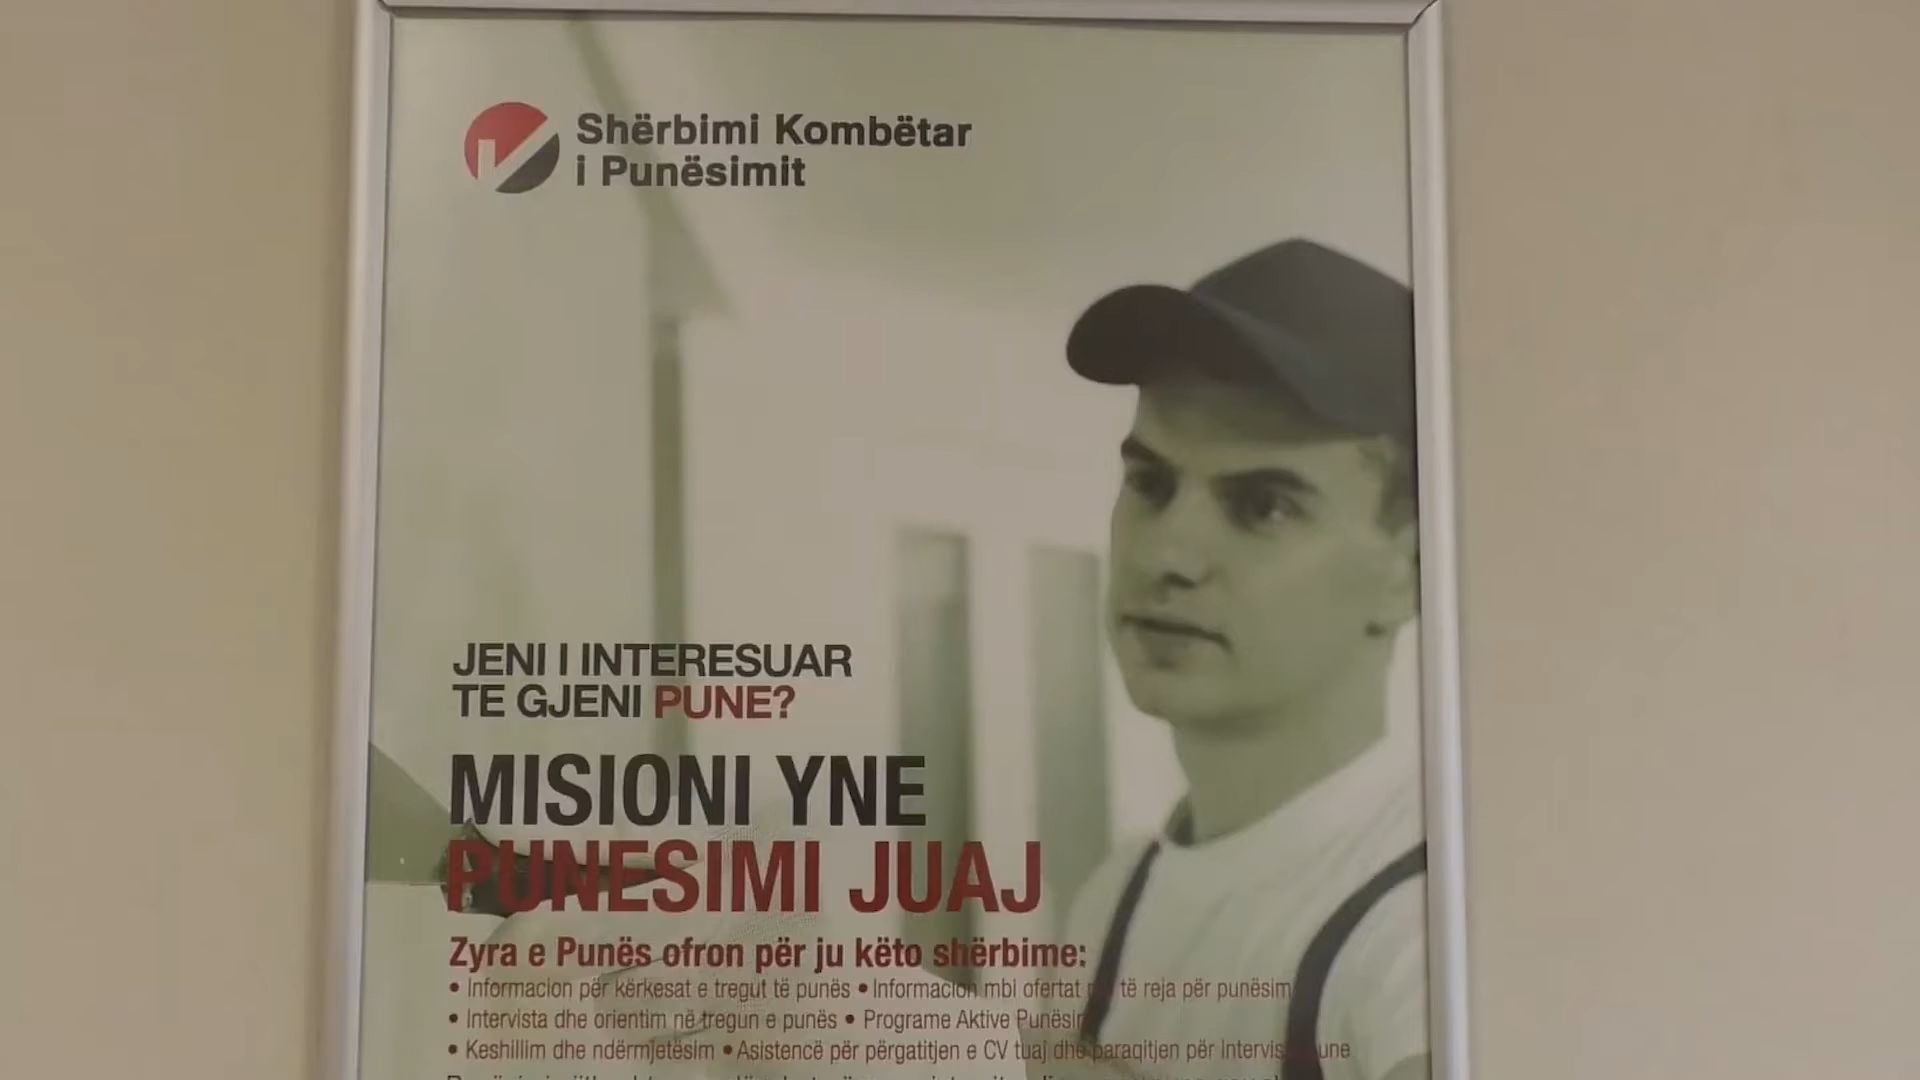 Shërbimi Kombëtar
i Punësimit
JENI I INTERESUAR
TE GJENI PUNE?
MISIONI YNE
PUNESIMI JUAJ
Zyra e Punës ofron për ju këto shërbime:
• Informacion për kërkesat e tregut të punës • Informacion mbi ofertat të reja për punësim
• Intervista dhe orientim në tregun e punës • Programe Aktive
• Keshillim dhe ndërmjetësim • Asistencë për përgatitjen e CV tuaj dhe paraqitjen për